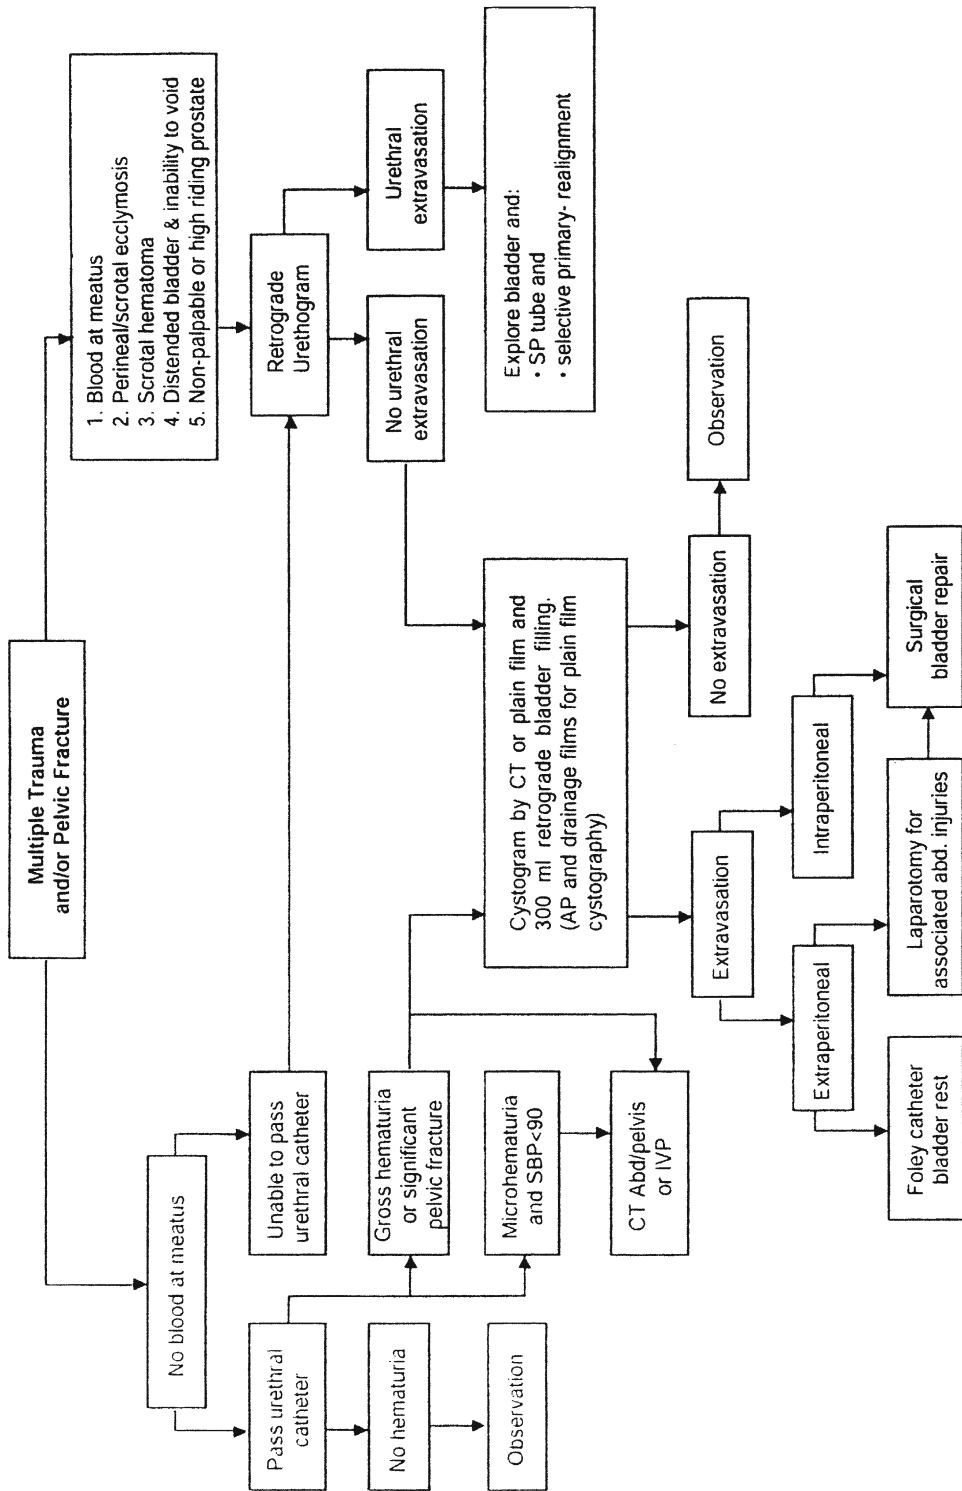 Multiple Trauma
and/or Pelvic Fracture
No blood at meatus
1. Blood at meatus
2. Perineal/scrotal ecclymosis
3. Scrotal hematoma
4. Distended bladder & inability to void
5. Non-palpable or high riding prostate
Pass urethral
catheter
Unable to pass
urethral catheter
Retrograde
Urethogram
No hematuria
Gross hematuria
or significant
pelvic fracture
No urethral
extravasation
Urethral
extravasation
Observation
Microhematuria
and SBP<90
Cystogram by CT or plain film and
300 ml retrograde bladder filling.
(AP and drainage films for plain film
cystography)
Explore bladder and:
• SP tube and
• selective primary- realignment
CT Abd/pelvis
or IVP
Extravasation
No extravasation
Observation
Extraperitoneal
Intraperitoneal
Foley catheter
bladder rest
Laparotomy for
associated abd. injuries
Surgical
bladder repair